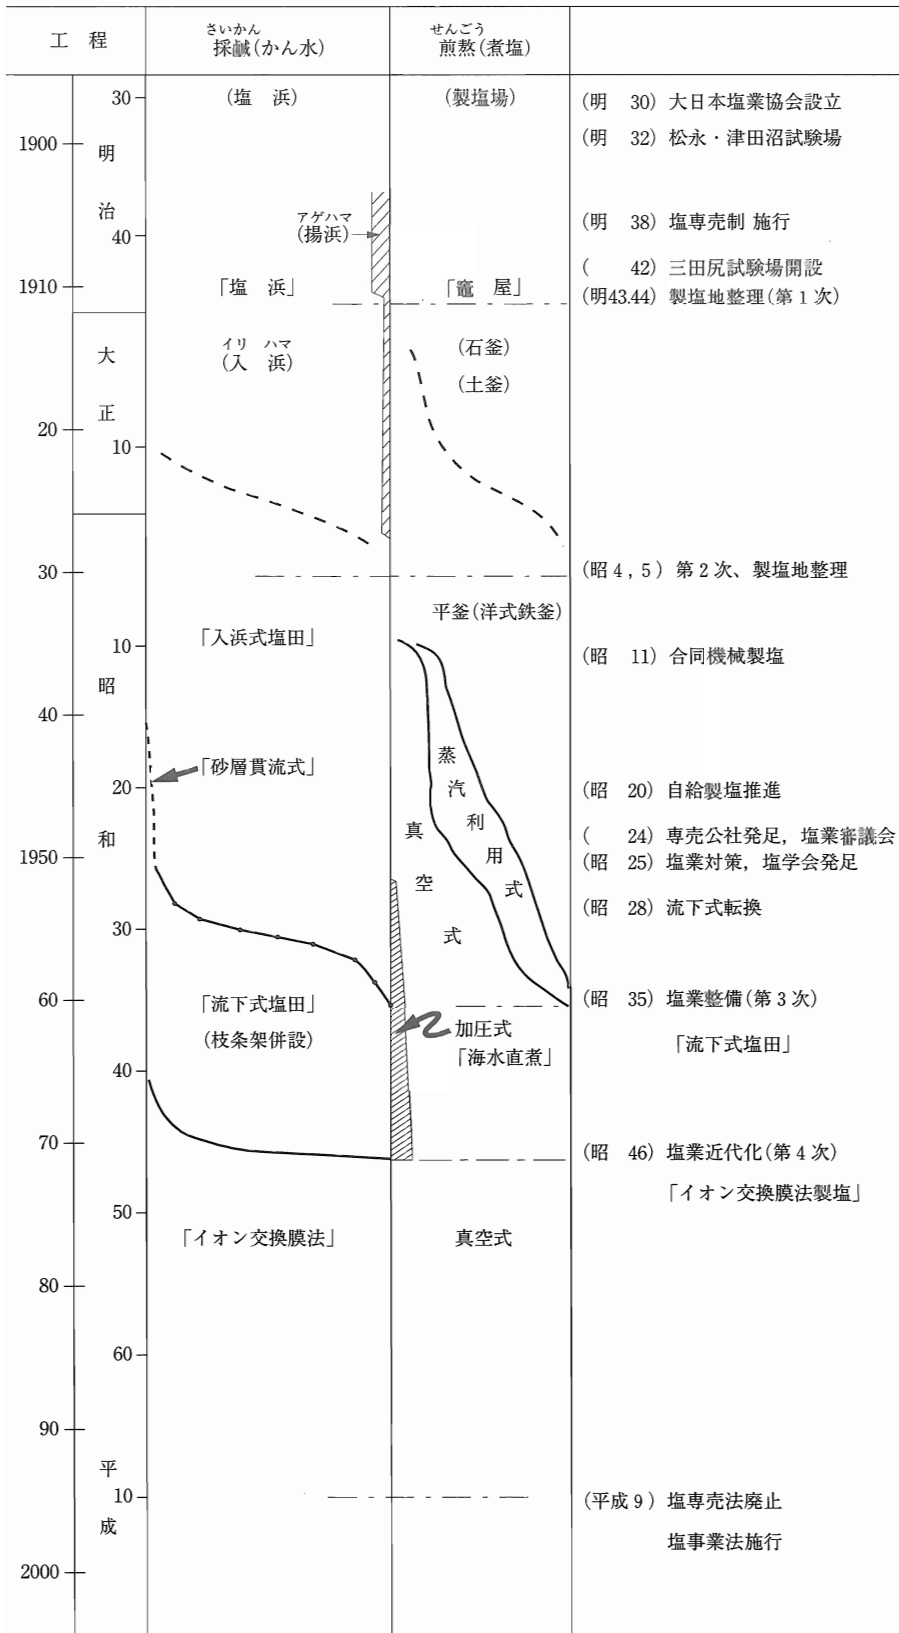 工 程
さいかん
採鹹(かん水)
せんごう
煎熬(煮塩)
30
(塩 浜)
(製塩場)
(明 30) 大日本塩業協会設立
1900
明
(明 32) 松永・津田沼試験場
治
アゲハマ
(揚浜)
40
(明 38) 塩専売制 施行
( 42) 三田尻試験場開設
1910
「塩 浜」
「竈 屋」
(明43.44) 製塩地整理(第1次)
大
イリ ハマ
(入 浜)
(石釜)
(土釜)
正
20
10
30
(昭4, 5) 第2次、製塩地整理
平釜(洋式鉄釜)
10
「入浜式塩田」
(昭 11) 合同機械製塩
昭
40
「砂層貫流式」
蒸汽利用式
20
(昭 20) 自給製塩推進
和
真空式
( 24) 専売公社発足, 塩業審議会
1950
(昭 25) 塩業対策, 塩学会発足
(昭 28) 流下式転換
30
60
「流下式塩田」
(昭 35) 塩業整備(第3次)
(枝条架併設)
加圧式
「海水直煮」
「流下式塩田」
40
70
(昭 46) 塩業近代化(第4次)
「イオン交換膜法製塩」
50
「イオン交換膜法」
真空式
80
60
90
平
10
(平成9) 塩専売法廃止
成
塩事業法施行
2000